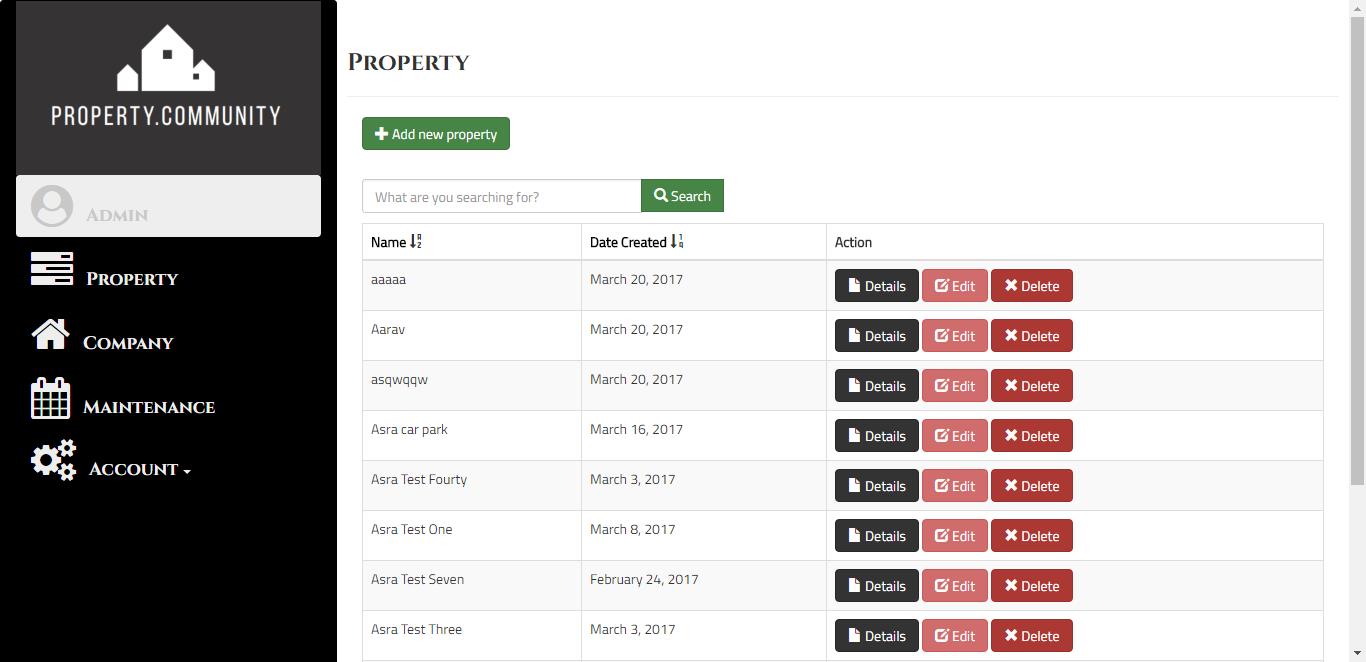 PROPERTY.COMMUNITY
Admin
Property
Company
Maintenance
Account
Property
Add new property
What are you searching for? Search
Name Date Created Action
aaaaa March 20, 2017 Details Edit Delete
Aarav March 20, 2017 Details Edit Delete
asqwqqw March 20, 2017 Details Edit Delete
Asra car park March 16, 2017 Details Edit Delete
Asra Test Fourty March 3, 2017 Details Edit Delete
Asra Test One March 8, 2017 Details Edit Delete
Asra Test Seven February 24, 2017 Details Edit Delete
Asra Test Three March 3, 2017 Details Edit Delete